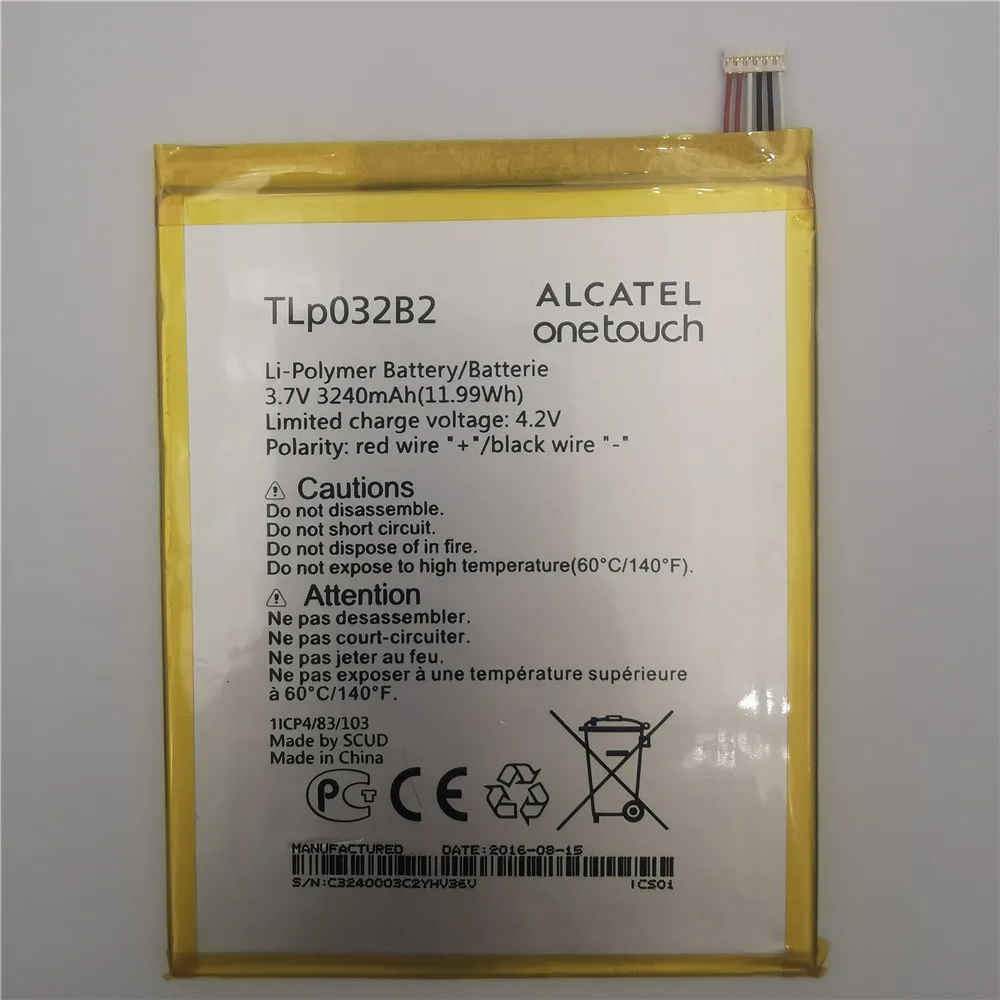 TLp032B2
ALCATEL
onetouch
Li-Polymer Battery/Batterie
3.7V 3240mAh(11.99Wh)
Limited charge voltage: 4.2V
Polarity: red wire "+"/black wire "-"
Cautions
Do not disassemble.
Do not short circuit.
Do not dispose of in fire.
Do not expose to high temperature(60°C/140°F).
Attention
Ne pas desassembler.
Ne pas court-circuiter.
Ne pas jeter au feu.
Ne pas exposer à une température supérieure
à 60°C/140°F.
1ICP4/83/103
Made by SCUD
Made in China
PCT CE
MANUFACTURED DATE:2016-08-15
S/N:C3240003C2YHV36V ICS01